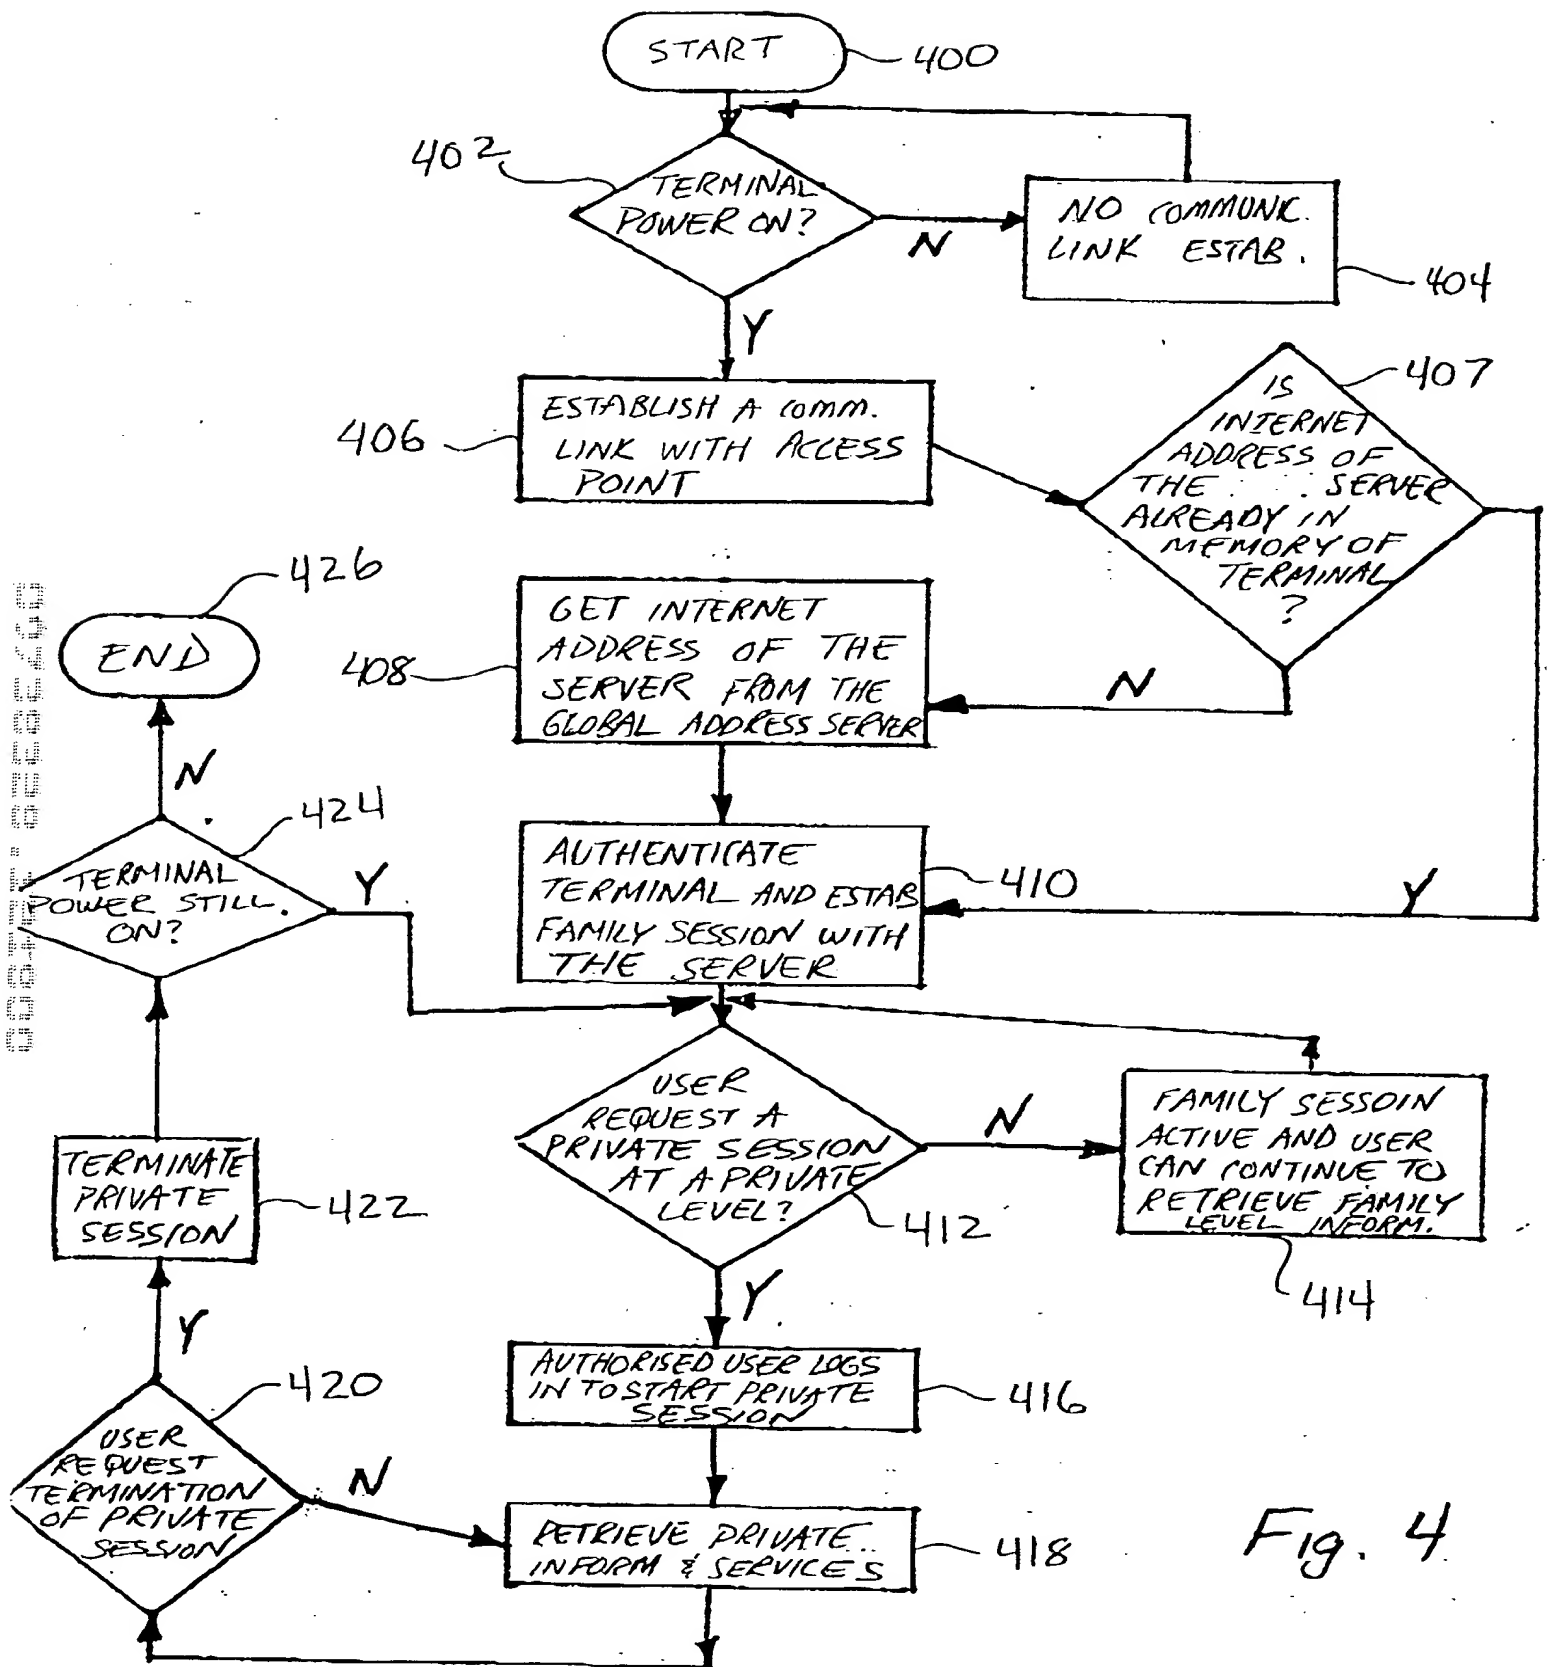 START
400
402
TERMINAL
POWER ON?
N
NO COMMUNIC.
LINK ESTAB.
404
Y
406
ESTABLISH A COMM.
LINK WITH ACCESS
POINT
407
IS
INTERNET
ADDRESS OF
THE SERVER
ALREADY IN
MEMORY OF
TERMINAL
?
N
Y
408
GET INTERNET
ADDRESS OF THE
SERVER FROM THE
GLOBAL ADDRESS SERVER
426
END
N
424
TERMINAL
POWER STILL
ON?
Y
AUTHENTICATE
TERMINAL AND ESTAB
FAMILY SESSION WITH
THE SERVER
410
USER
REQUEST A
PRIVATE SESSION
AT A PRIVATE
LEVEL?
412
N
FAMILY SESSOIN
ACTIVE AND USER
CAN CONTINUE TO
RETRIEVE FAMILY
LEVEL INFORM.
414
TERMINATE
PRIVATE
SESSION
422
Y
Y
AUTHORISED USER LOGS
IN TO START PRIVATE
SESSION
416
420
USER
REQUEST
TERMINATION
OF PRIVATE
SESSION
N
RETRIEVE PRIVATE
INFORM & SERVICES
418
Fig. 4